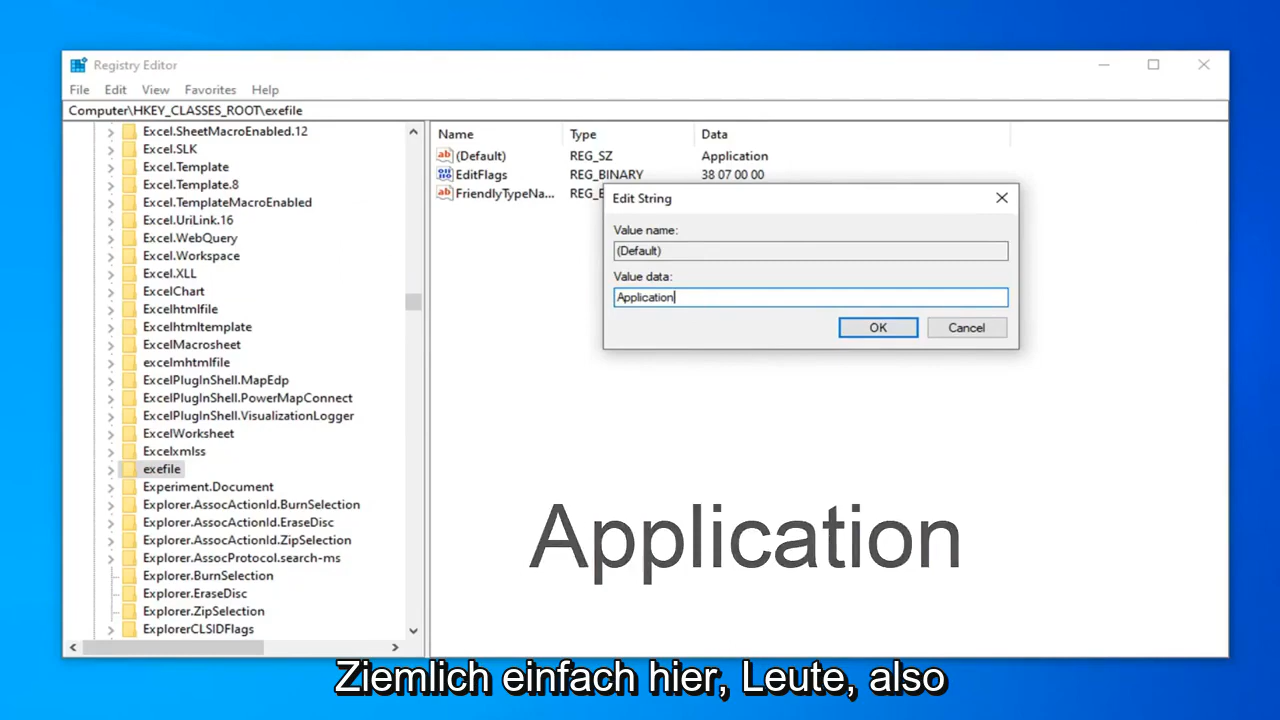 Registry Editor
File Edit View Favorites Help
Computer\HKEY_CLASSES_ROOT\exefile
Excel.SheetMacroEnabled.12
Excel.SLK
Excel.Template
Excel.Template.8
Excel.TemplateMacroEnabled
Excel.UriLink.16
Excel.WebQuery
Excel.Workspace
Excel.XLL
ExcelChart
Excelhtmlfile
Excelhtmltemplate
ExcelMacrosheet
excelmhtmlfile
ExcelPlugInShell.MapEdp
ExcelPlugInShell.PowerMapConnect
ExcelPlugInShell.VisualizationLogger
ExcelWorksheet
Excelxmlss
exefile
Experiment.Document
Explorer.AssocActionId.BurnSelection
Explorer.AssocActionId.EraseDisc
Explorer.AssocActionId.ZipSelection
Explorer.AssocProtocol.search-ms
Explorer.BurnSelection
Explorer.EraseDisc
Explorer.ZipSelection
ExplorerCLSIDFlags
Name Type Data
(Default) REG_SZ Application
EditFlags REG_BINARY 38 07 00 00
FriendlyTypeNa... REG_E
Edit String
Value name:
(Default)
Value data:
Application
OK Cancel
Application
Ziemlich einfach hier, Leute, also